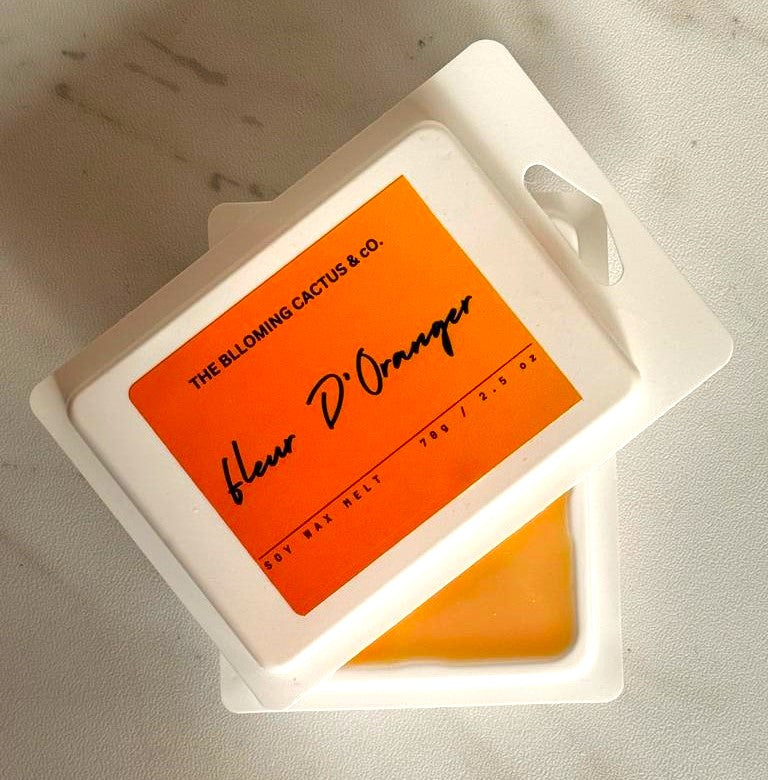 THE BLLOMING CACTUS & cO.
fleur D'Oranger
SOY WAX MELT 70g / 2.5 oz